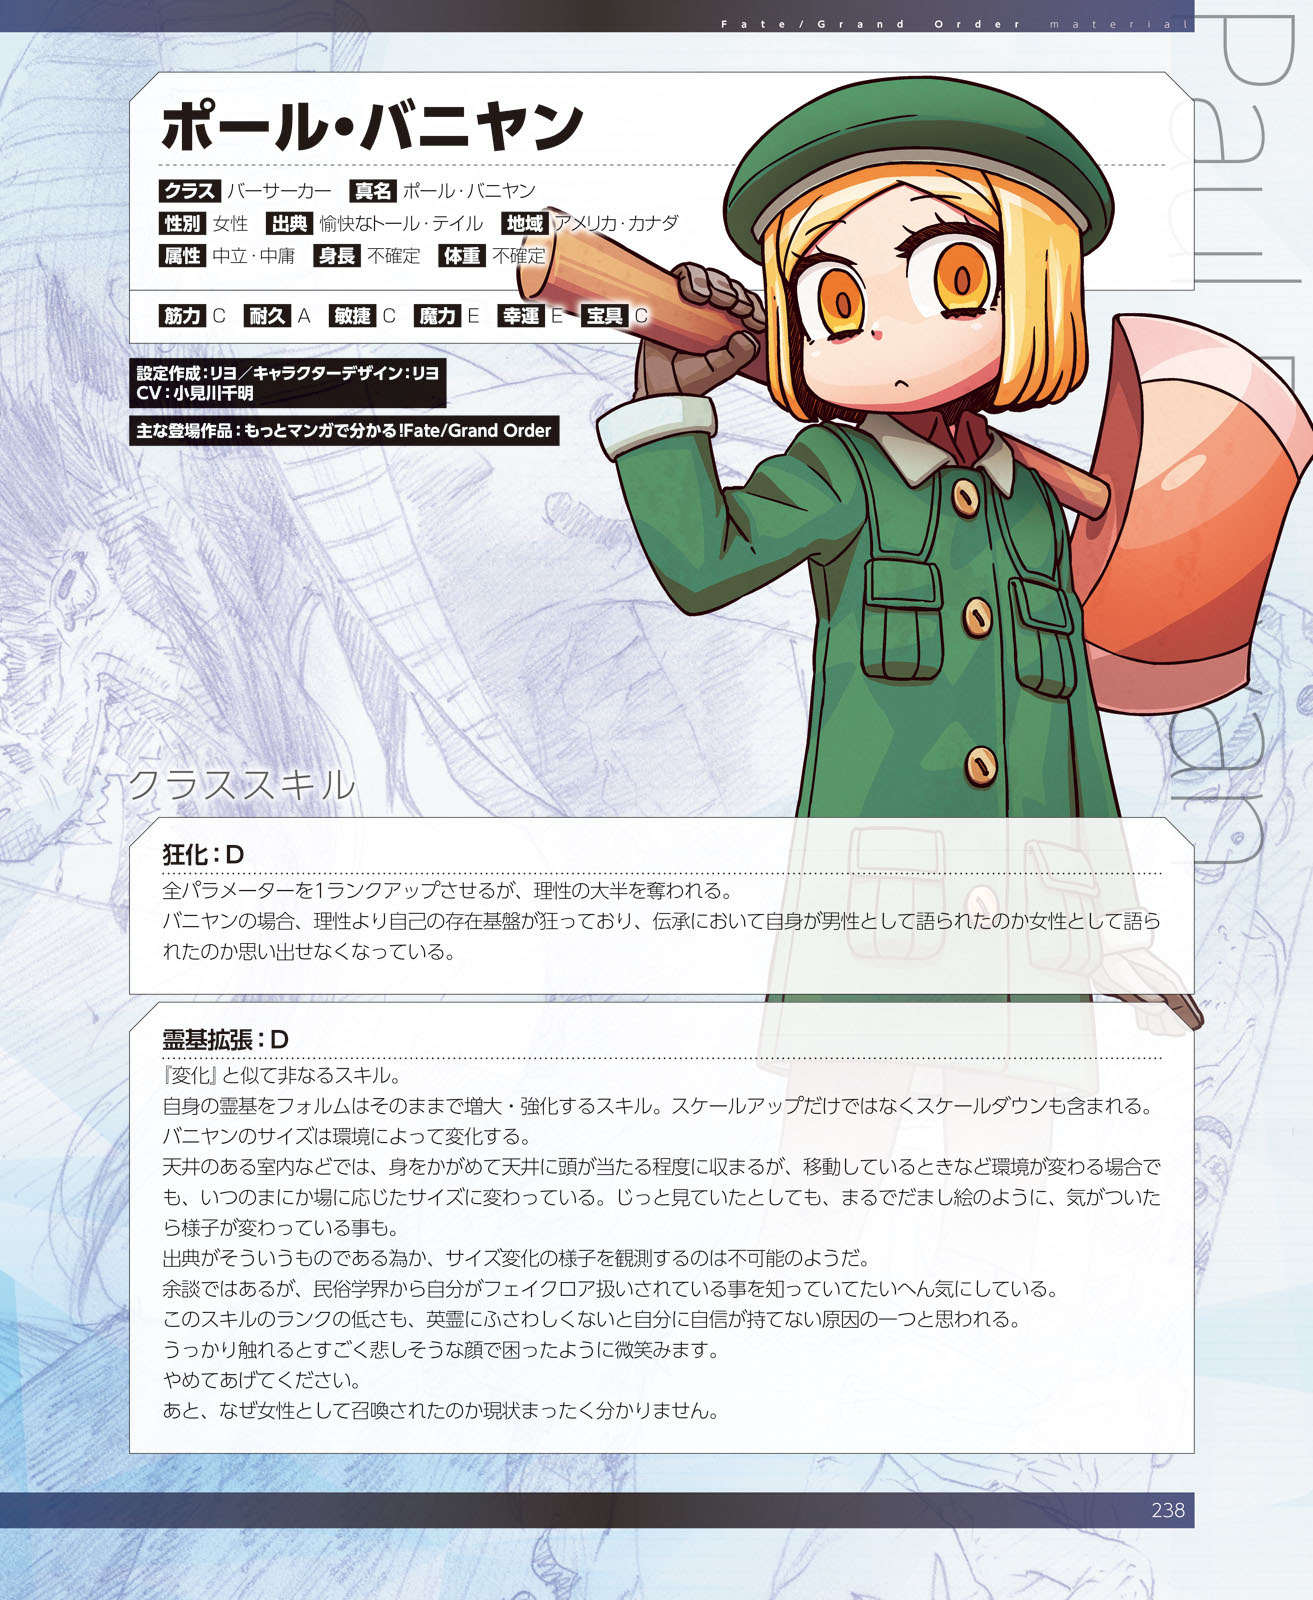 Fate/Grand Order material
Paul Bunyan
ポール・バニヤン
クラス バーサーカー 真名 ポール・バニヤン
性別 女性 出典 愉快なトール・テイル 地域 アメリカ・カナダ
属性 中立・中庸 身長 不確定 体重 不確定
筋力 C 耐久 A 敏捷 C 魔力 E 幸運 E 宝具 C
設定作成：リヨ／キャラクターデザイン：リヨ
CV：小見川千明
主な登場作品：もっとマンガで分かる!Fate/Grand Order
クラススキル
狂化：D
全パラメーターを1ランクアップさせるが、理性の大半を奪われる。
バニヤンの場合、理性より自己の存在基盤が狂っており、伝承において自身が男性として語られたのか女性として語ら
れたのか思い出せなくなっている。
霊基拡張：D
『変化』と似て非なるスキル。
自身の霊基をフォルムはそのままで増大・強化するスキル。スケールアップだけではなくスケールダウンも含まれる。
バニヤンのサイズは環境によって変化する。
天井のある室内などでは、身をかがめて天井に頭が当たる程度に収まるが、移動しているときなど環境が変わる場合で
も、いつのまにか場に応じたサイズに変わっている。じっと見ていたとしても、まるでだまし絵のように、気がついた
ら様子が変わっている事も。
出典がそういうものである為か、サイズ変化の様子を観測するのは不可能のようだ。
余談ではあるが、民俗学界から自分がフェイクロア扱いされている事を知っていてたいへん気にしている。
このスキルのランクの低さも、英霊にふさわしくないと自分に自信が持てない原因の一つと思われる。
うっかり触れるとすごく悲しそうな顔で困ったように微笑みます。
やめてあげてください。
あと、なぜ女性として召喚されたのか現状まったく分かりません。
238